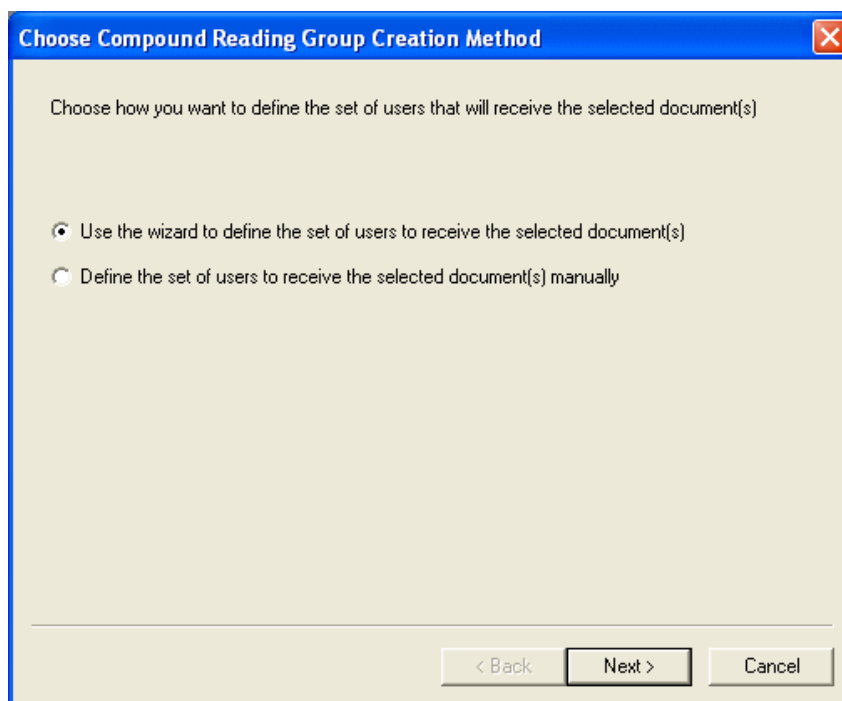 Choose Compound Reading Group Creation Method
Choose how you want to define the set of users that will receive the selected document(s)
Use the wizard to define the set of users to receive the selected document(s)
Define the set of users to receive the selected document(s) manually
< Back Next > Cancel